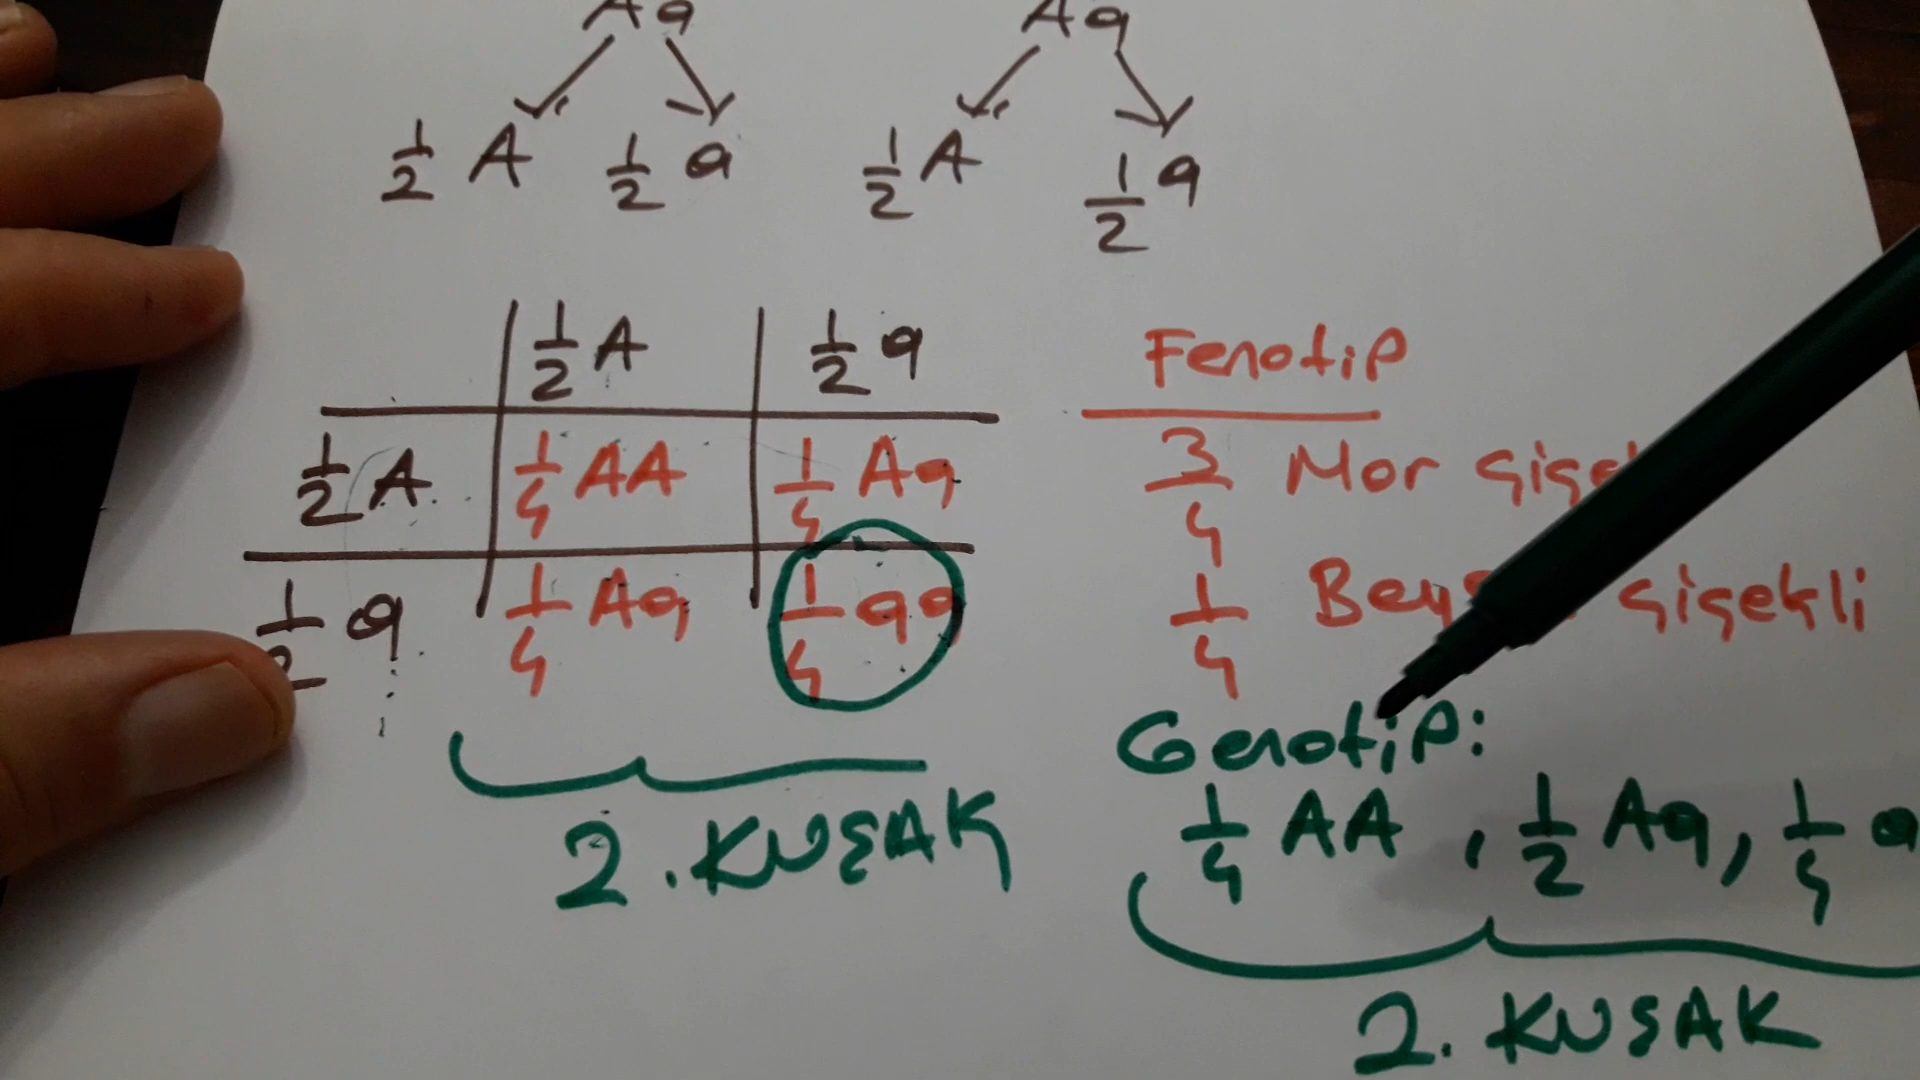 Aa Aa
1/2 A 1/2 a 1/2 A 1/2 a
1/2 A 1/2 a
1/2 A 1/4 AA 1/4 Aa
1/2 a 1/4 Aa 1/4 aa
Fenotip
3/4 Mor
1/4 çiçekli
Genotip:
1/4 AA, 1/2 Aa, 1/4
2. KUŞAK
2. KUŞAK